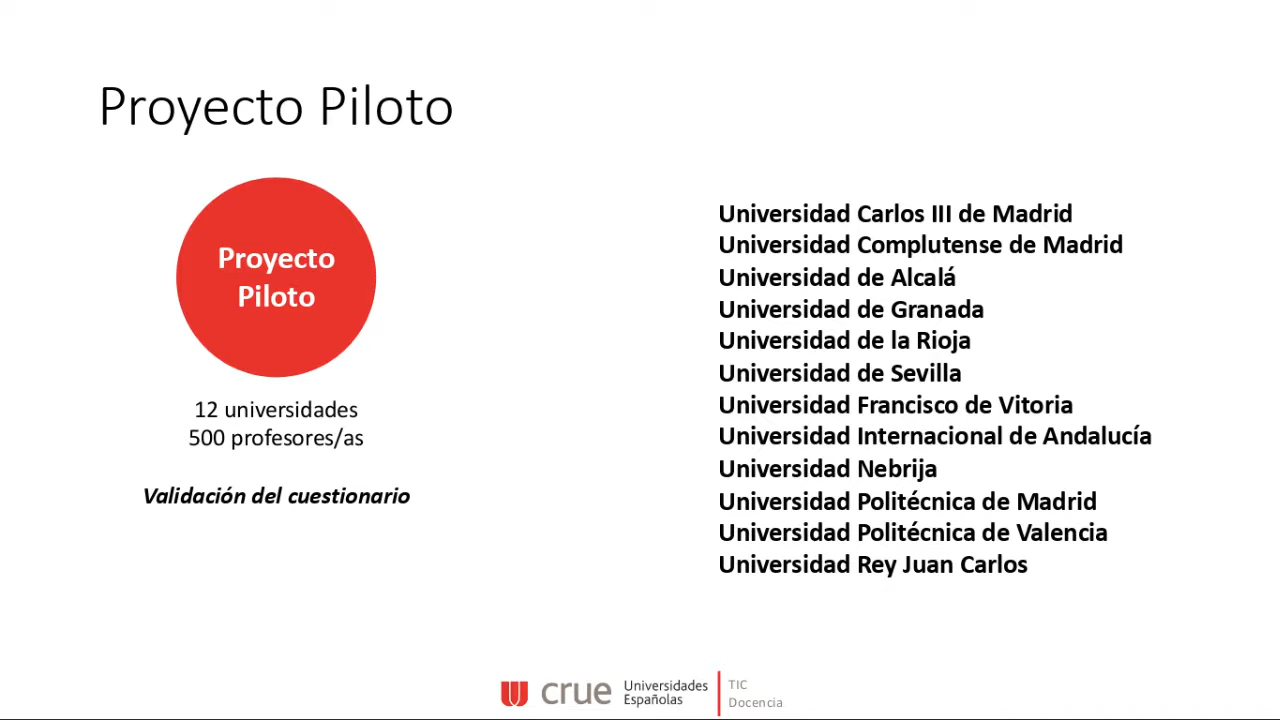 Proyecto Piloto
Proyecto
Piloto
12 universidades
500 profesores/as
Validación del cuestionario
Universidad Carlos III de Madrid
Universidad Complutense de Madrid
Universidad de Alcalá
Universidad de Granada
Universidad de la Rioja
Universidad de Sevilla
Universidad Francisco de Vitoria
Universidad Internacional de Andalucía
Universidad Nebrija
Universidad Politécnica de Madrid
Universidad Politécnica de Valencia
Universidad Rey Juan Carlos
crue
Universidades
Españolas
TIC
Docencia